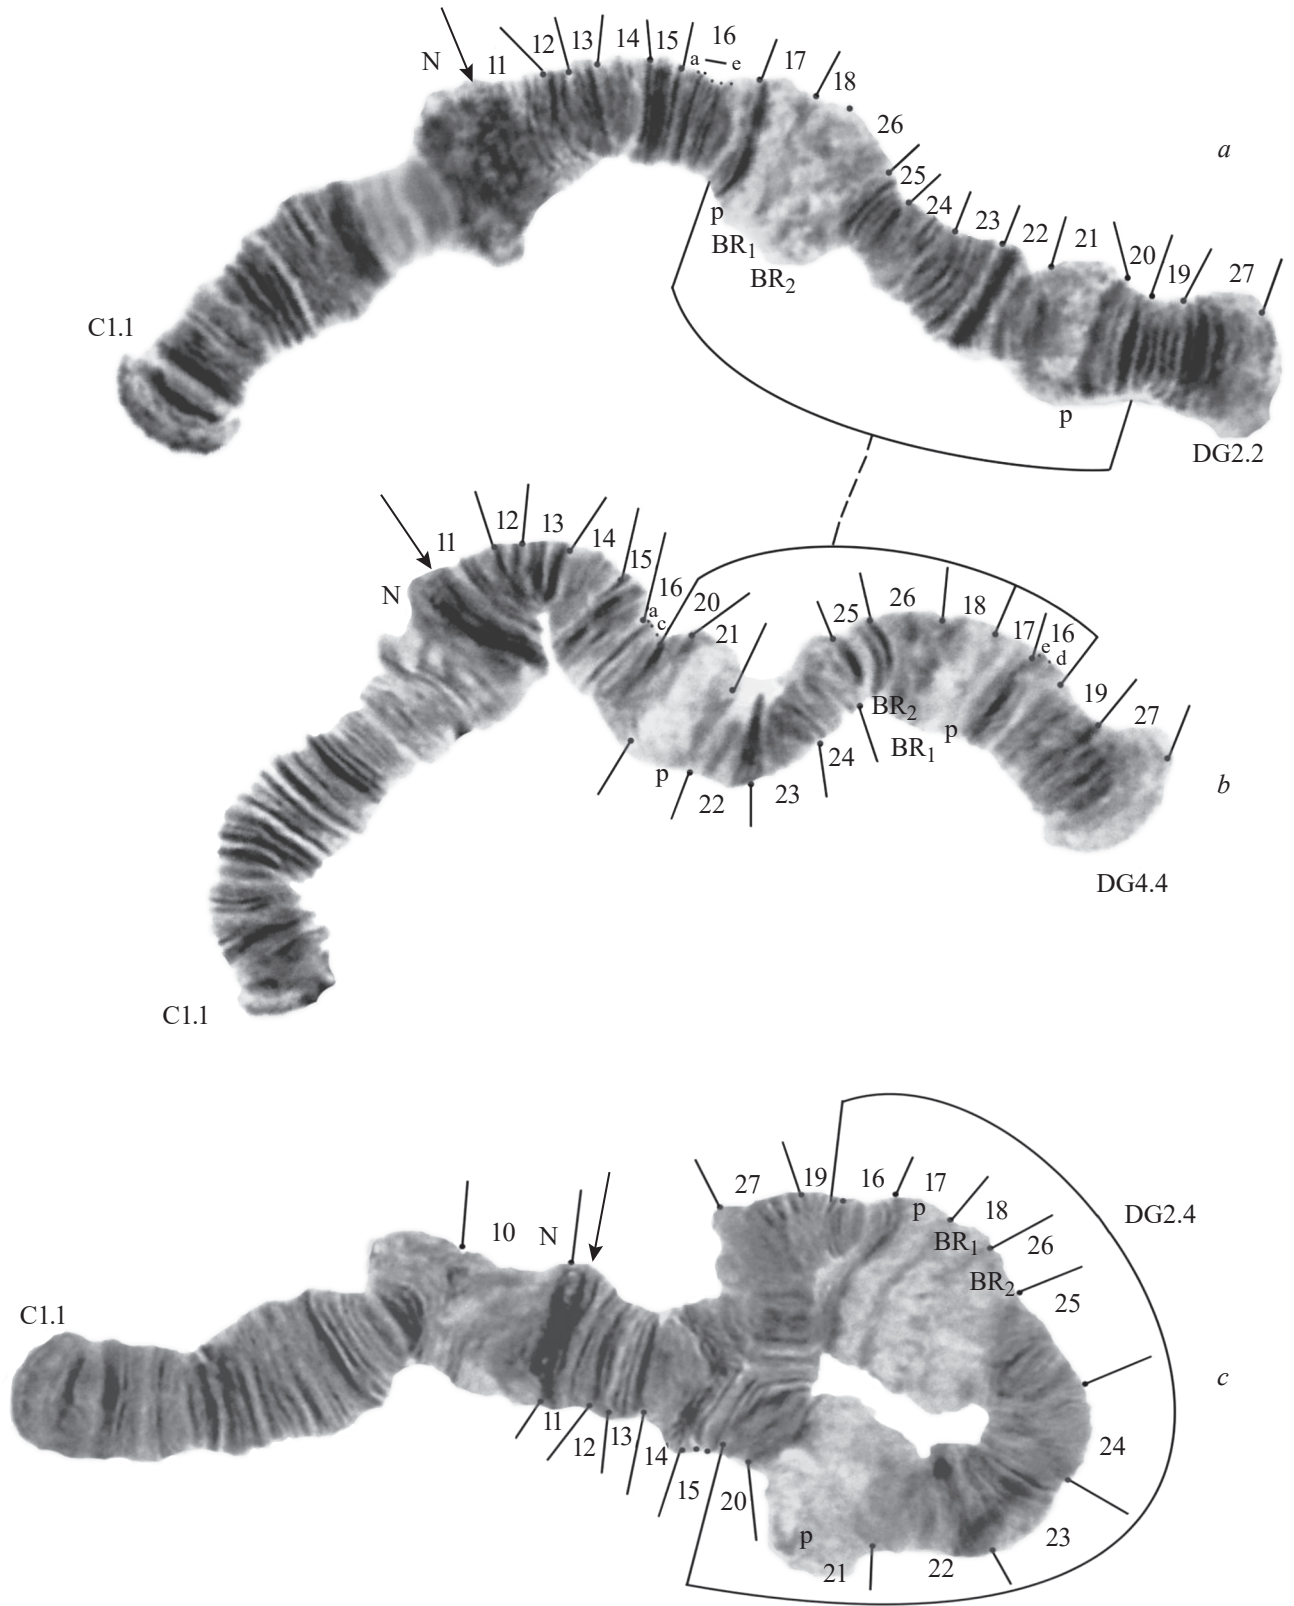 N 11 12 13 14 15 16 17 18 26 25 24 23 22 21 20 19 27
a — e
a
p
BR1
BR2
C1.1
p
DG2.2
N 11 12 13 14 15 16 20 21 25 26 18 17 16 19 27
a c
e d
BR2
BR1
p
p 22 23 24
b
DG4.4
C1.1
10 N 27 19 16 17 18 26 25
p
BR1
BR2
DG2.4
C1.1
c
11 12 13 14 15 20 21 22 23 24
p